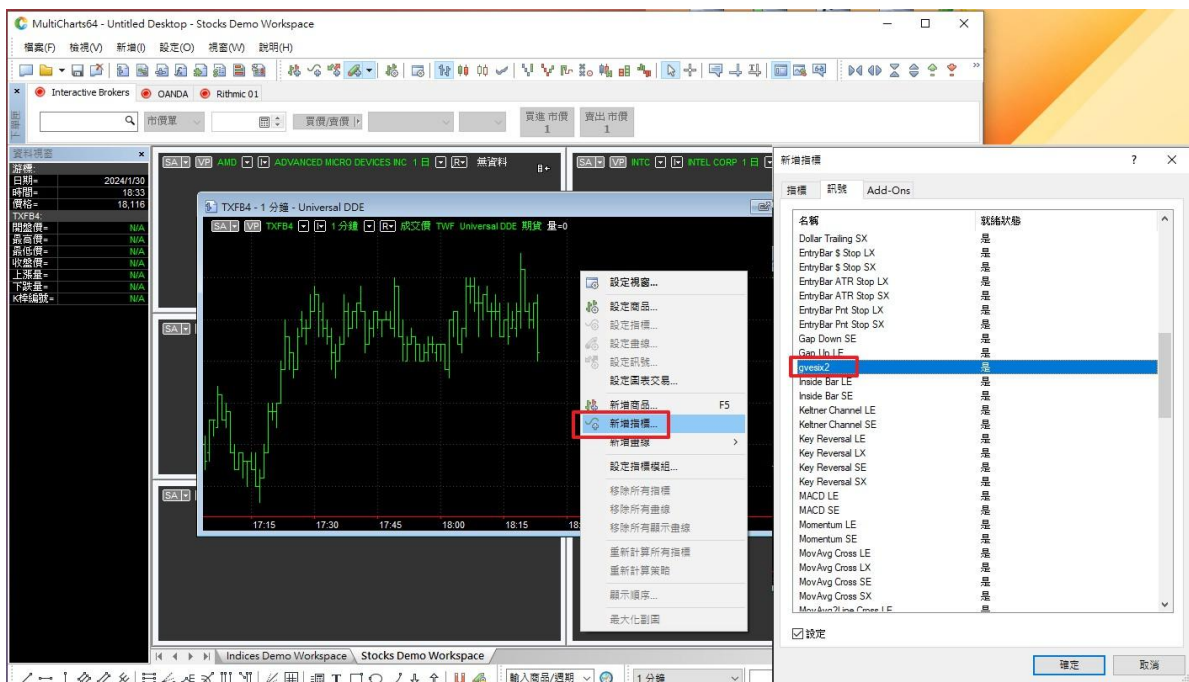 MultiCharts64 - Untitled Desktop - Stocks Demo Workspace
檔案(F) 檢視(V) 新增(I) 設定(O) 視窗(W) 說明(H)
Interactive Brokers OANDA Rithmic 01
市價單 買價/賣價 買進 市價 1 賣出 市價 1
資料視窗
游標:
日期= 2024/1/30
時間= 18:33
價格= 18,116
TXFB4:
開盤價= N/A
最高價= N/A
最低價= N/A
收盤價= N/A
上漲量= N/A
下跌量= N/A
K棒編號= N/A
SA VP AMD ADVANCED MICRO DEVICES INC 1 日 R 無資料
SA VP INTC INTEL CORP 1 日
TXFB4 - 1 分鐘 - Universal DDE
SA VP TXFB4 1 分鐘 R 成交價 TWF Universal DDE 期貨 量=0
SA
SA
17:15 17:30 17:45 18:00 18:15 18:
設定視窗...
設定商品...
設定指標...
設定畫線...
設定訊號...
設定圖表交易...
新增商品... F5
新增指標...
新增畫線
設定指標模組...
移除所有指標
移除所有畫線
移除所有顯示畫線
重新計算所有指標
重新計算策略
顯示順序...
最大化副圖
新增指標
指標 訊號 Add-Ons
名稱 就緒狀態
Dollar Trailing SX 是
EntryBar $ Stop LX 是
EntryBar $ Stop SX 是
EntryBar ATR Stop LX 是
EntryBar ATR Stop SX 是
EntryBar Pnt Stop LX 是
EntryBar Pnt Stop SX 是
Gap Down SE 是
Gap Up LE 是
gvesix2 是
Inside Bar LE 是
Inside Bar SE 是
Keltner Channel LE 是
Keltner Channel SE 是
Key Reversal LE 是
Key Reversal LX 是
Key Reversal SE 是
Key Reversal SX 是
MACD LE 是
MACD SE 是
Momentum LE 是
Momentum SE 是
MovAvg Cross LE 是
MovAvg Cross LX 是
MovAvg Cross SE 是
MovAvg Cross SX 是
MovAvg2Line Cross LE 是
設定
確定 取消
Indices Demo Workspace Stocks Demo Workspace
輸入商品/週期 1 分鐘